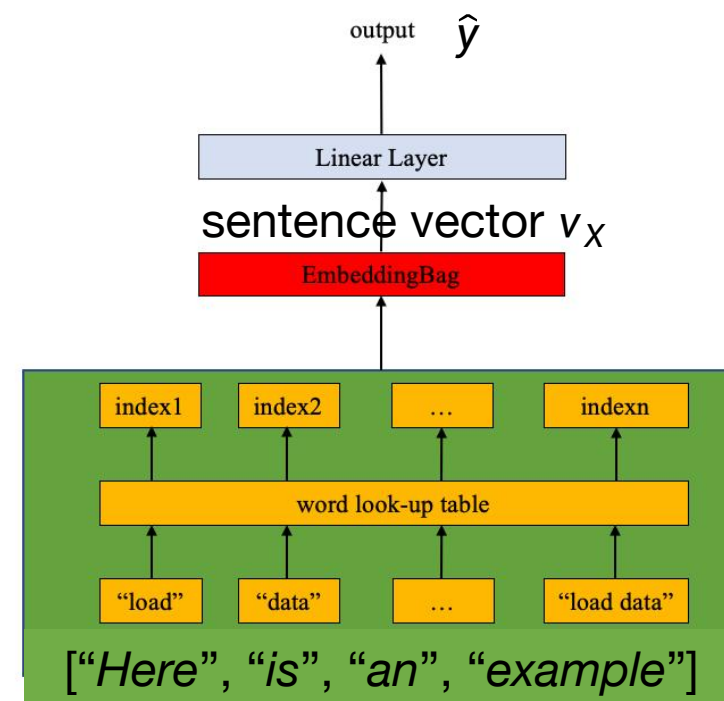 output ŷ
Linear Layer
sentence vector v_X
EmbeddingBag
index1 index2 … indexn
word look-up table
“load” “data” … “load data”
[“Here”, “is”, “an”, “example”]